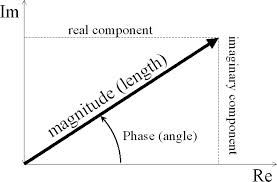 Im
real component
magnitude (length)
imaginary component
Phase (angle)
Re